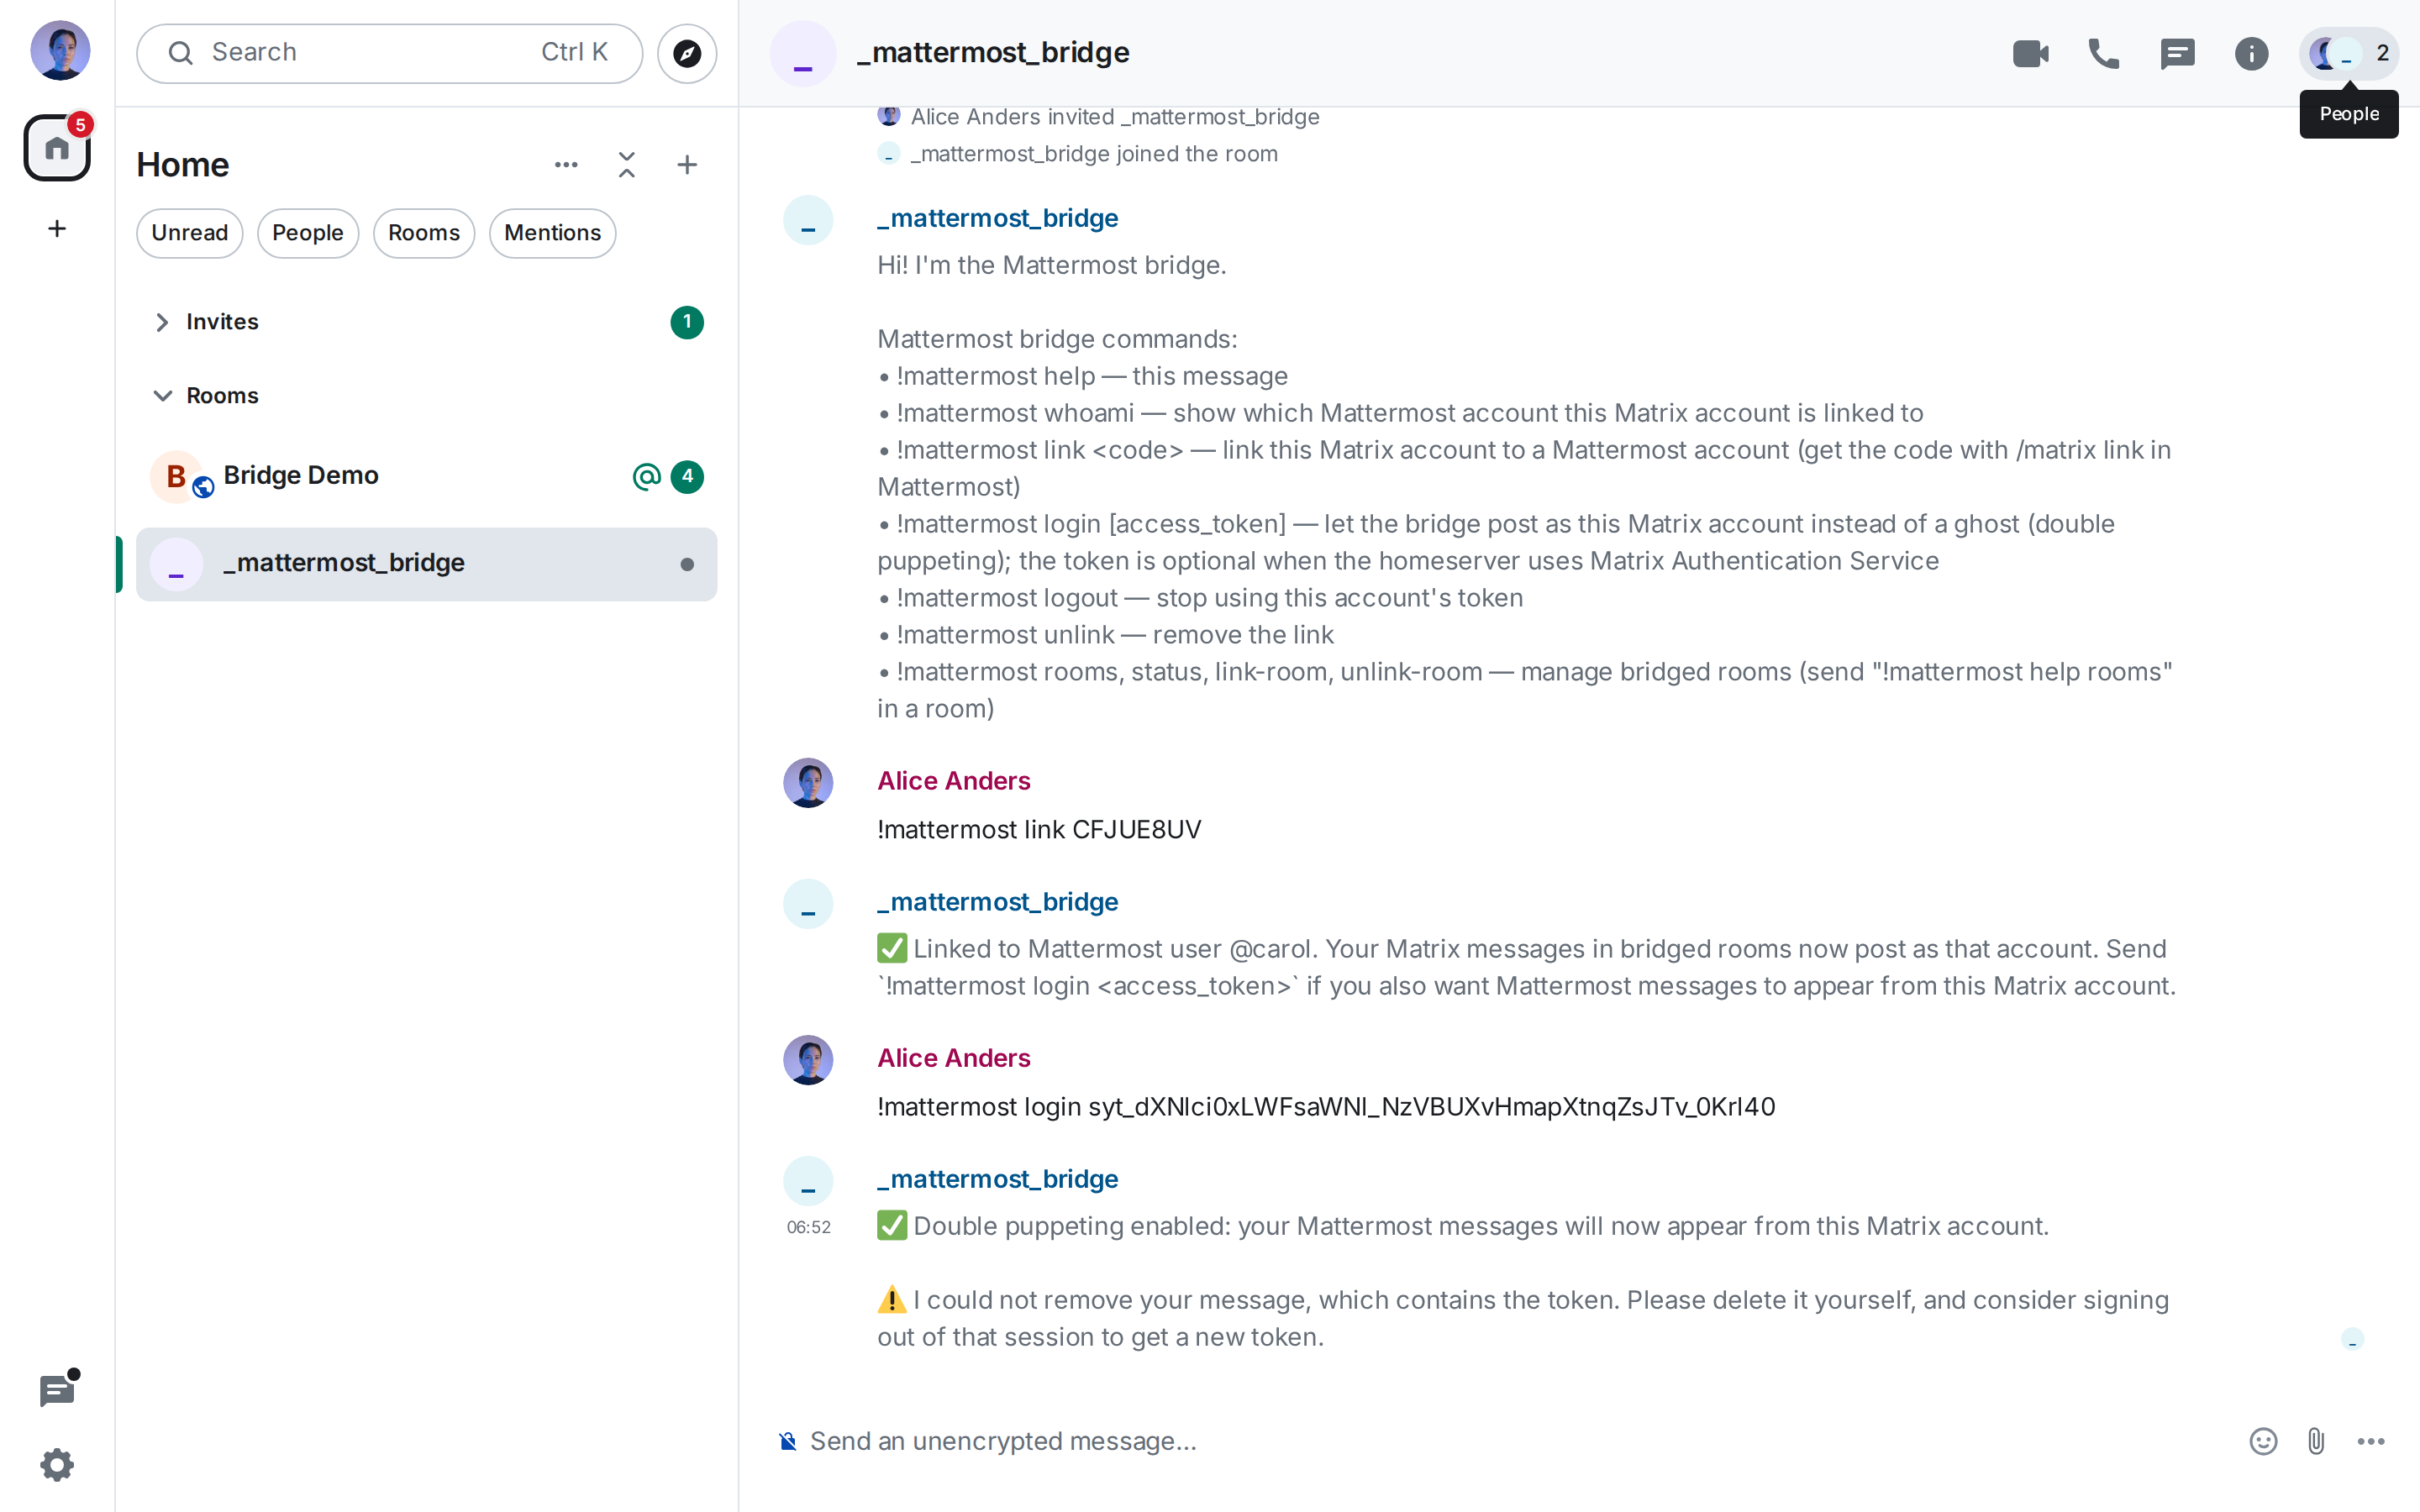 Search Ctrl K
_ _mattermost_bridge
2
People
5
Home
Unread People Rooms Mentions
Invites 1
Rooms
B Bridge Demo 4
_ _mattermost_bridge
Alice Anders invited _mattermost_bridge
_ _mattermost_bridge joined the room
_ _mattermost_bridge
Hi! I'm the Mattermost bridge.
Mattermost bridge commands:
• !mattermost help — this message
• !mattermost whoami — show which Mattermost account this Matrix account is linked to
• !mattermost link <code> — link this Matrix account to a Mattermost account (get the code with /matrix link in
Mattermost)
• !mattermost login [access_token] — let the bridge post as this Matrix account instead of a ghost (double
puppeting); the token is optional when the homeserver uses Matrix Authentication Service
• !mattermost logout — stop using this account's token
• !mattermost unlink — remove the link
• !mattermost rooms, status, link-room, unlink-room — manage bridged rooms (send "!mattermost help rooms"
in a room)
Alice Anders
!mattermost link CFJUE8UV
_ _mattermost_bridge
✅ Linked to Mattermost user @carol. Your Matrix messages in bridged rooms now post as that account. Send
`!mattermost login <access_token>` if you also want Mattermost messages to appear from this Matrix account.
Alice Anders
!mattermost login syt_dXNlci0xLWFsaWNl_NzVBUXvHmapXtnqZsJTv_0Krl40
_ _mattermost_bridge
06:52 ✅ Double puppeting enabled: your Mattermost messages will now appear from this Matrix account.
⚠️ I could not remove your message, which contains the token. Please delete it yourself, and consider signing
out of that session to get a new token.
Send an unencrypted message…